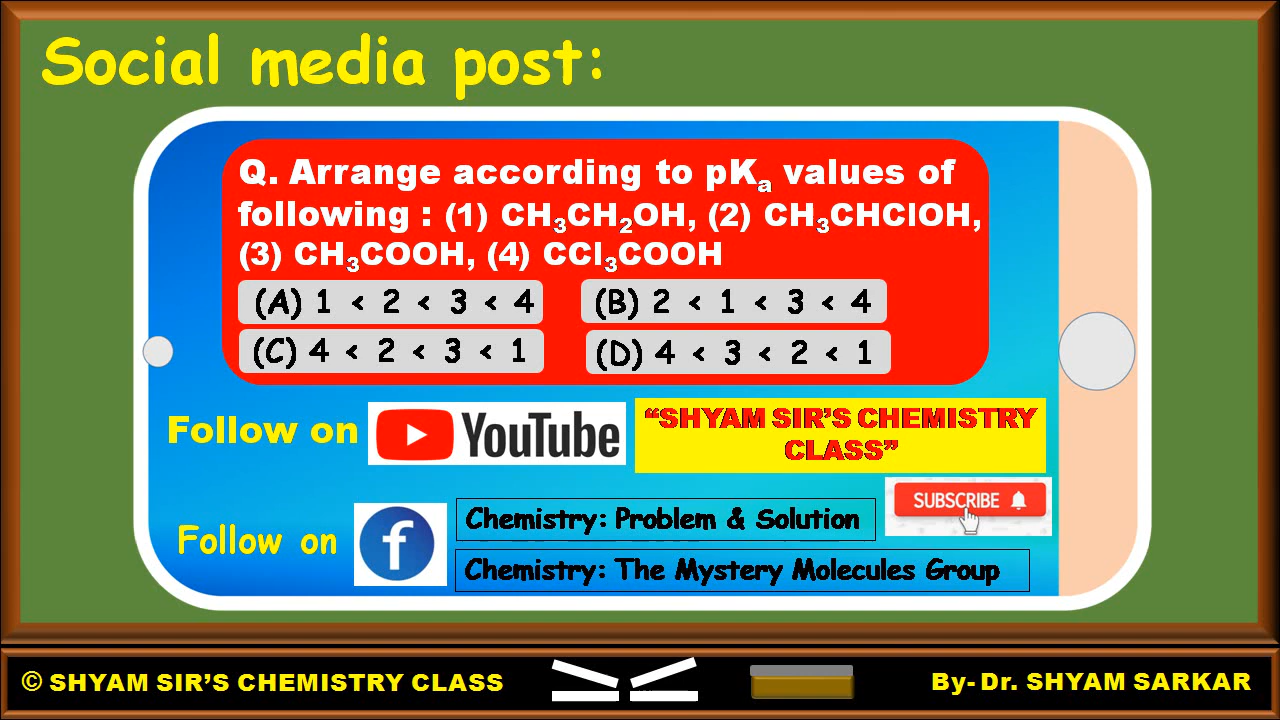 Social media post:
Q. Arrange according to pKₐ values of
following : (1) CH₃CH₂OH, (2) CH₃CHClOH,
(3) CH₃COOH, (4) CCl₃COOH
(A) 1 < 2 < 3 < 4 (B) 2 < 1 < 3 < 4
(C) 4 < 2 < 3 < 1 (D) 4 < 3 < 2 < 1
Follow on YouTube
“SHYAM SIR’S CHEMISTRY
CLASS”
SUBSCRIBE
Follow on f
Chemistry: Problem & Solution
Chemistry: The Mystery Molecules Group
© SHYAM SIR’S CHEMISTRY CLASS
By- Dr. SHYAM SARKAR